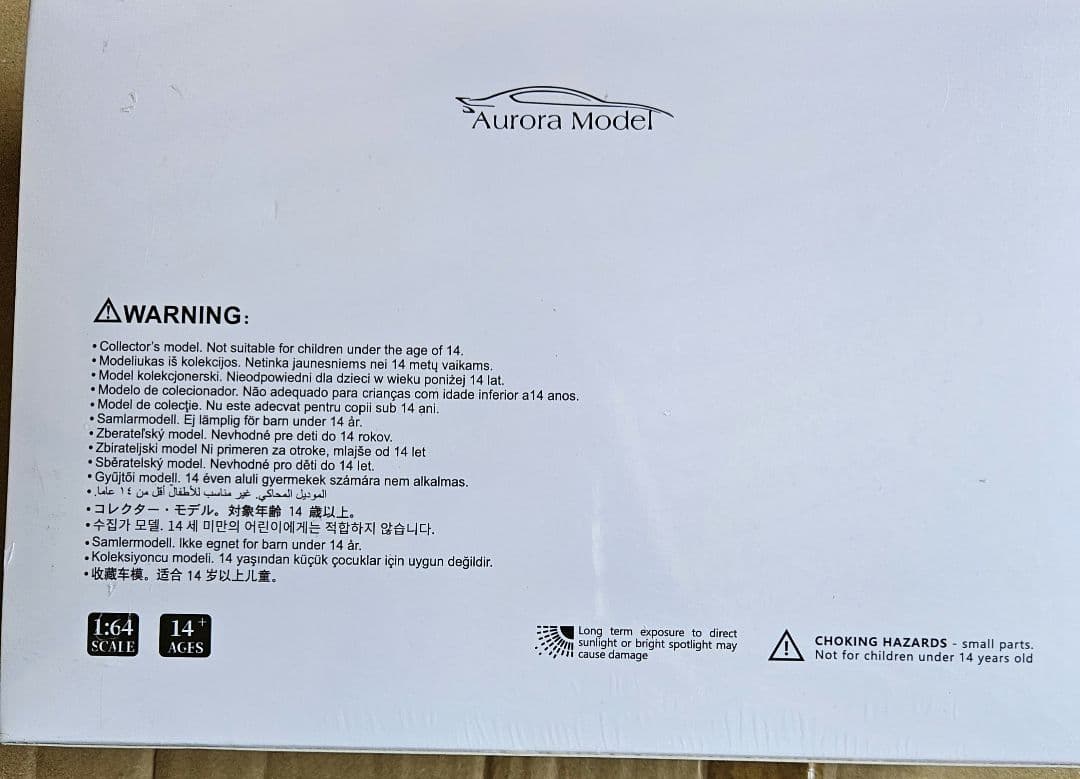 Aurora Model
⚠WARNING:
• Collector's model. Not suitable for children under the age of 14.
• Modeliukas iš kolekcijos. Netinka jaunesniems nei 14 metų vaikams.
• Model kolekcjonerski. Nieodpowiedni dla dzieci w wieku poniżej 14 lat.
• Modelo de colecionador. Não adequado para crianças com idade inferior a14 anos.
• Model de colecție. Nu este adecvat pentru copii sub 14 ani.
• Samlarmodell. Ej lämplig för barn under 14 år.
• Zberateľský model. Nevhodné pre deti do 14 rokov.
• Zbirateljski model Ni primeren za otroke, mlajše od 14 let
• Sběratelský model. Nevhodné pro děti do 14 let.
• Gyűjtői modell. 14 éven aluli gyermekek számára nem alkalmas.
• الموديل المحاكي. غير مناسب للأطفال أقل من ١٤ عاما.
• コレクター・モデル。対象年齢 14 歳以上。
• 수집가 모델. 14 세 미만의 어린이에게는 적합하지 않습니다.
• Samlermodell. Ikke egnet for barn under 14 år.
• Koleksiyoncu modeli. 14 yaşından küçük çocuklar için uygun değildir.
• 收藏车模。适合 14 岁以上儿童。
1:64
SCALE
14+
AGES
Long term exposure to direct
sunlight or bright spotlight may
cause damage
CHOKING HAZARDS - small parts.
Not for children under 14 years old